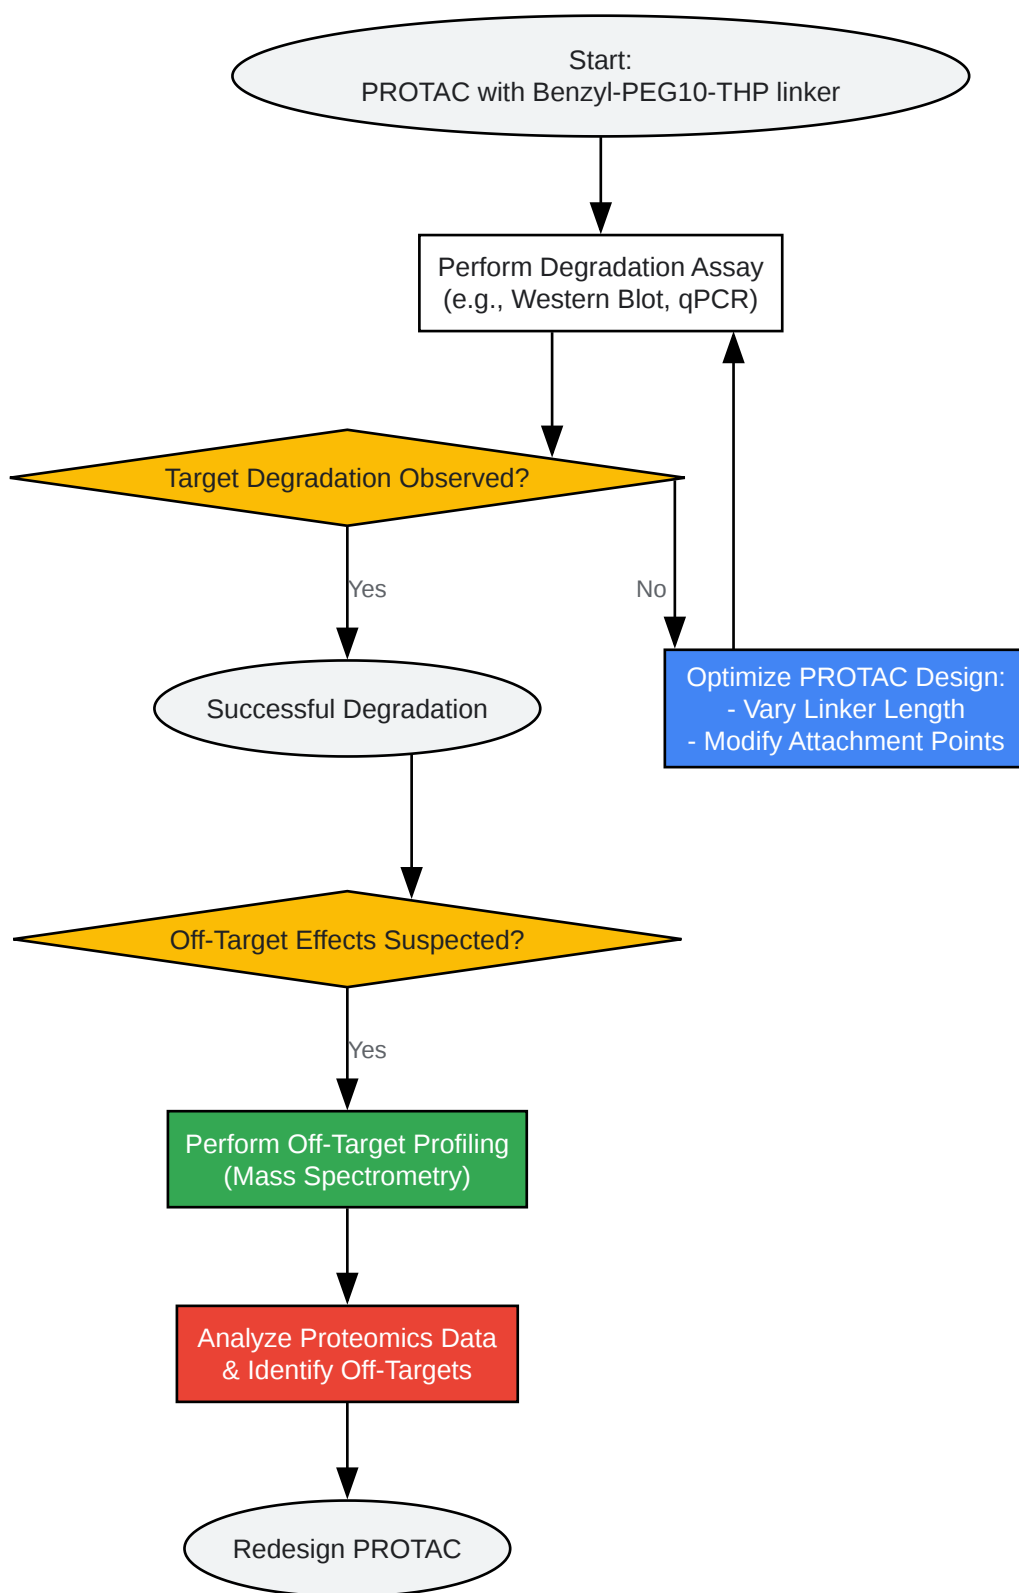 Start:
PROTAC with Benzyl-PEG10-THP linker
Perform Degradation Assay
(e.g., Western Blot, qPCR)
Target Degradation Observed?
Yes
No
Optimize PROTAC Design:
- Vary Linker Length
- Modify Attachment Points
Successful Degradation
Off-Target Effects Suspected?
Yes
Perform Off-Target Profiling
(Mass Spectrometry)
Analyze Proteomics Data
& Identify Off-Targets
Redesign PROTAC